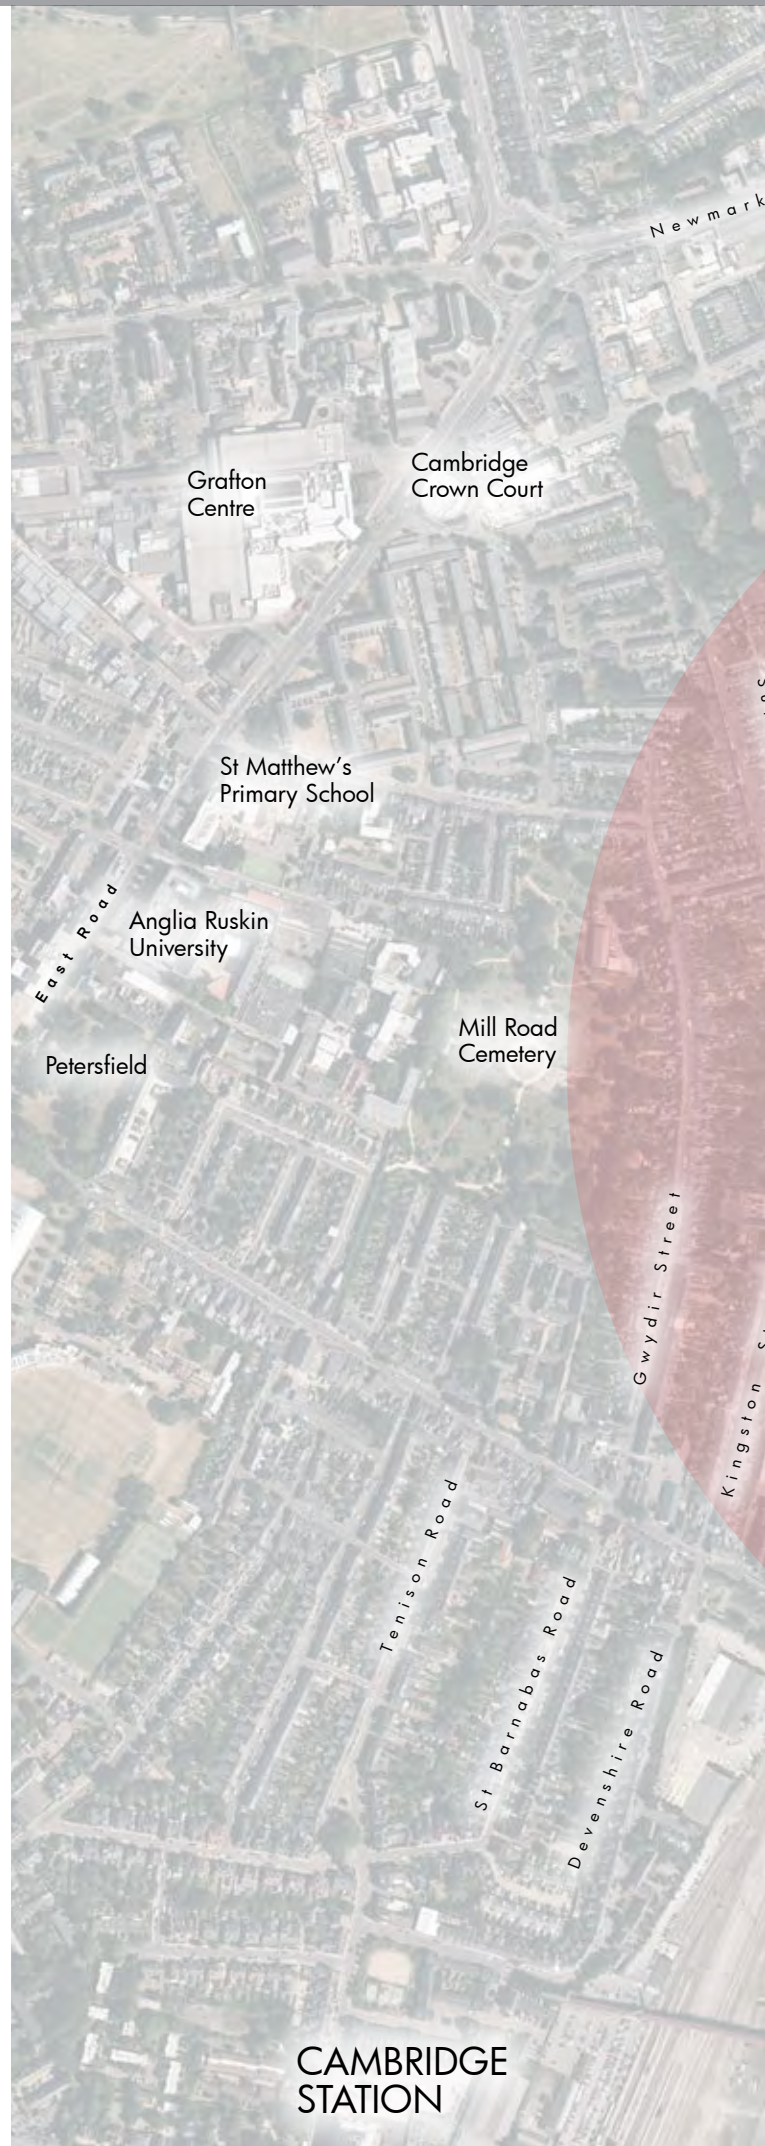 Newmark
Grafton
Centre
Cambridge
Crown Court
St Matthew's
Primary School
East Road
Anglia Ruskin
University
Mill Road
Cemetery
Petersfield
Gwydir Street
Kingston
Tenison Road
St Barnabas Road
Devenshire Road
CAMBRIDGE
STATION